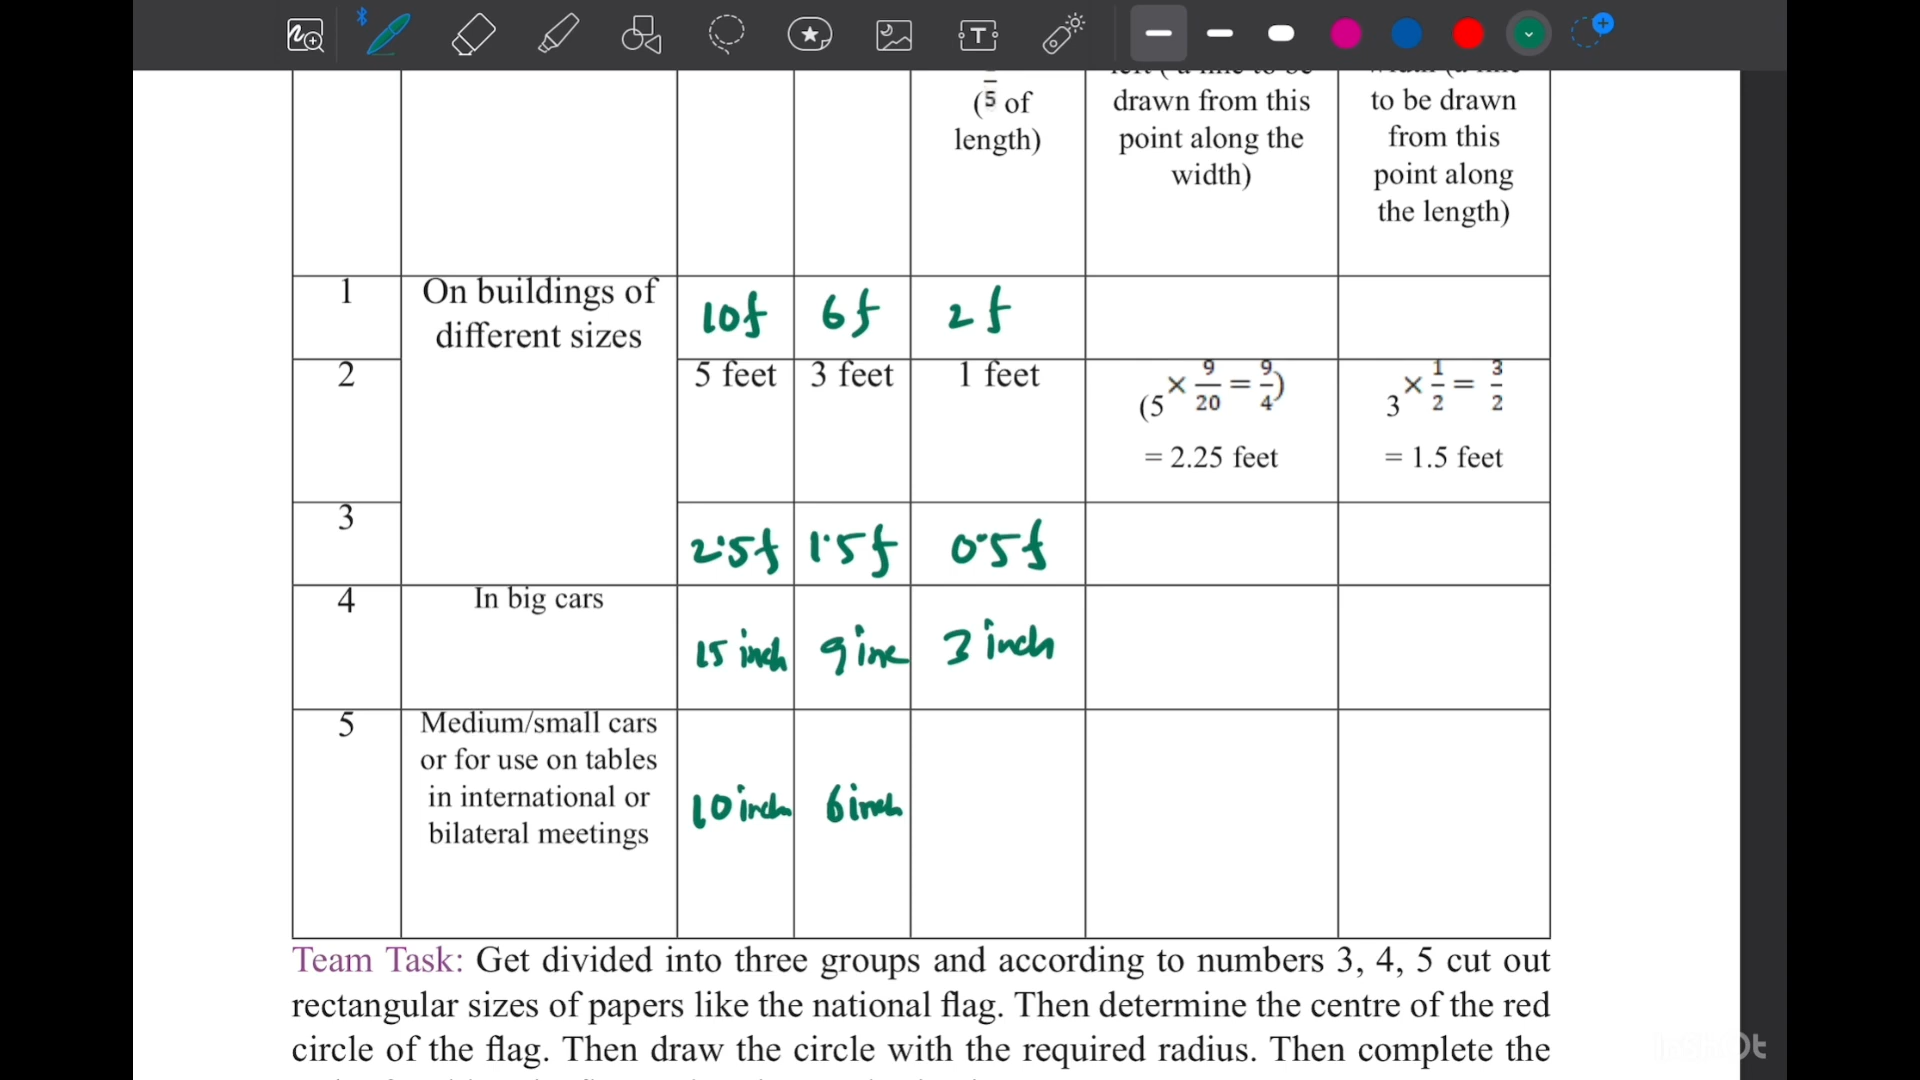 (1/5 of
length)
drawn from this
point along the
width)
to be drawn
from this
point along
the length)
1
On buildings of
different sizes
10f
6f
2f
2
5 feet
3 feet
1 feet
(5 × 9/20 = 9/4)
= 2.25 feet
3 × 1/2 = 3/2
= 1.5 feet
3
2.5f
1.5f
0.5f
4
In big cars
15 inch
9 inc
3 inch
5
Medium/small cars
or for use on tables
in international or
bilateral meetings
10 inch
6 inch
Team Task: Get divided into three groups and according to numbers 3, 4, 5 cut out
rectangular sizes of papers like the national flag. Then determine the centre of the red
circle of the flag. Then draw the circle with the required radius. Then complete the